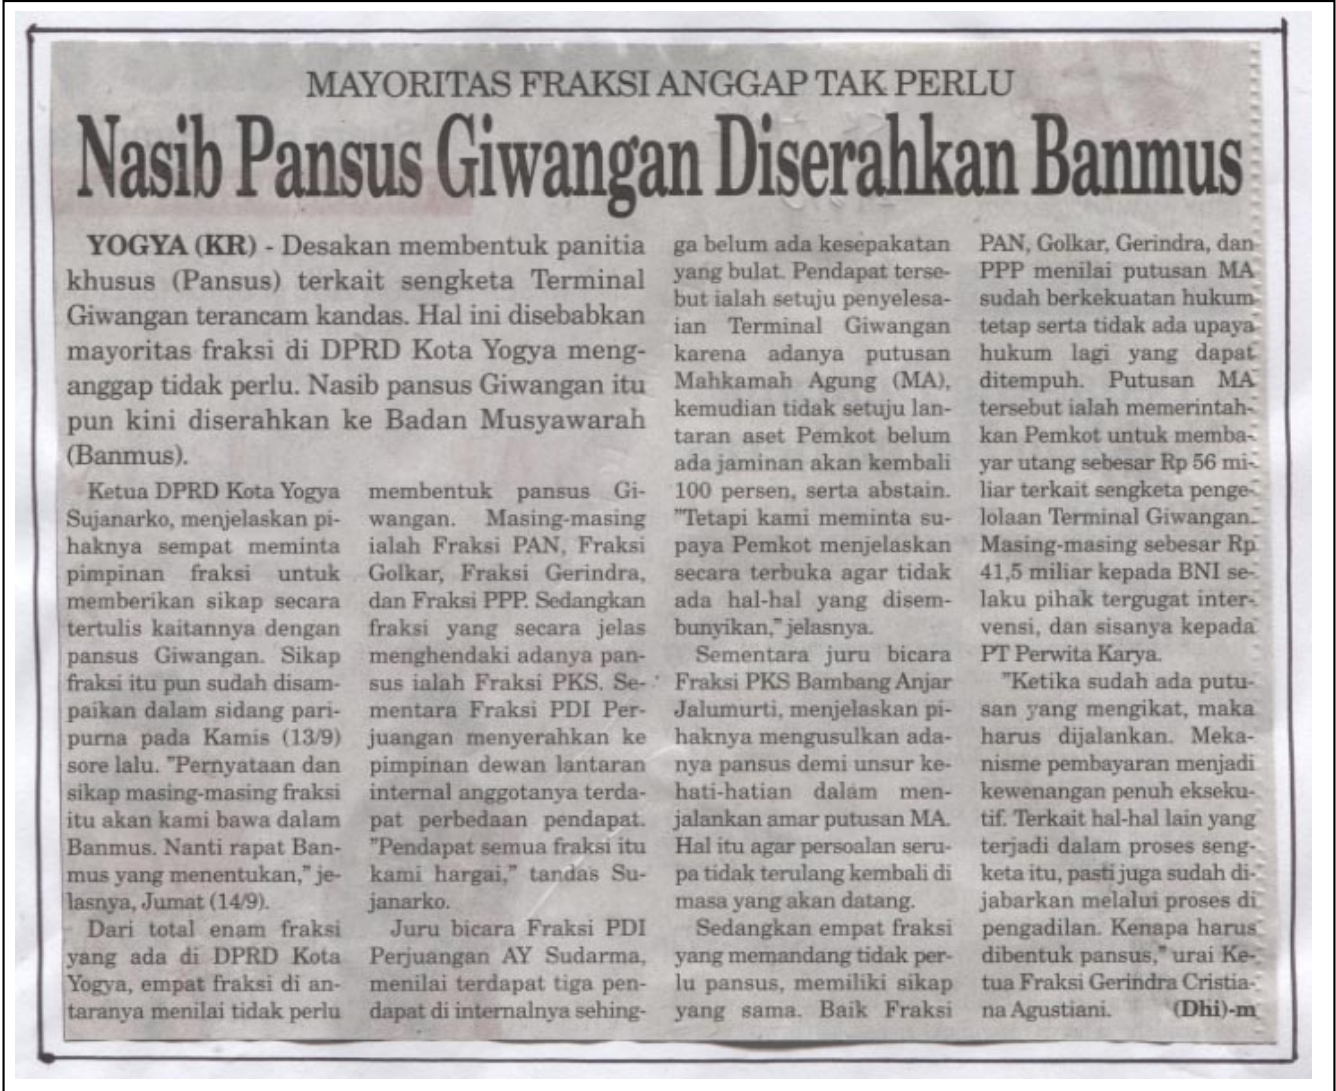 MAYORITAS FRAKSI ANGGAP TAK PERLU
Nasib Pansus Giwangan Diserahkan Banmus
YOGYA (KR) - Desakan membentuk panitia
khusus (Pansus) terkait sengketa Terminal
Giwangan terancam kandas. Hal ini disebabkan
mayoritas fraksi di DPRD Kota Yogya meng-
anggap tidak perlu. Nasib pansus Giwangan itu
pun kini diserahkan ke Badan Musyawarah
(Banmus).
Ketua DPRD Kota Yogya
Sujanarko, menjelaskan pi-
haknya sempat meminta
pimpinan fraksi untuk
memberikan sikap secara
tertulis kaitannya dengan
pansus Giwangan. Sikap
fraksi itu pun sudah disam-
paikan dalam sidang pari-
purna pada Kamis (13/9)
sore lalu. "Pernyataan dan
sikap masing-masing fraksi
itu akan kami bawa dalam
Banmus. Nanti rapat Ban-
mus yang menentukan," je-
lasnya, Jumat (14/9).
Dari total enam fraksi
yang ada di DPRD Kota
Yogya, empat fraksi di an-
taranya menilai tidak perlu
membentuk pansus Gi-
wangan. Masing-masing
ialah Fraksi PAN, Fraksi
Golkar, Fraksi Gerindra,
dan Fraksi PPP. Sedangkan
fraksi yang secara jelas
menghendaki adanya pan-
sus ialah Fraksi PKS. Se-
mentara Fraksi PDI Per-
juangan menyerahkan ke
pimpinan dewan lantaran
internal anggotanya terda-
pat perbedaan pendapat.
"Pendapat semua fraksi itu
kami hargai," tandas Su-
janarko.
Juru bicara Fraksi PDI
Perjuangan AY Sudarma,
menilai terdapat tiga pen-
dapat di internalnya sehing-
ga belum ada kesepakatan
yang bulat. Pendapat terse-
but ialah setuju penyelesa-
ian Terminal Giwangan
karena adanya putusan
Mahkamah Agung (MA),
kemudian tidak setuju lan-
taran aset Pemkot belum
ada jaminan akan kembali
100 persen, serta abstain.
"Tetapi kami meminta su-
paya Pemkot menjelaskan
secara terbuka agar tidak
ada hal-hal yang disem-
bunyikan," jelasnya.
Sementara juru bicara
Fraksi PKS Bambang Anjar
Jalumurti, menjelaskan pi-
haknya mengusulkan ada-
nya pansus demi unsur ke-
hati-hatian dalam men-
jalankan amar putusan MA.
Hal itu agar persoalan seru-
pa tidak terulang kembali di
masa yang akan datang.
Sedangkan empat fraksi
yang memandang tidak per-
lu pansus, memiliki sikap
yang sama. Baik Fraksi
PAN, Golkar, Gerindra, dan
PPP menilai putusan MA
sudah berkekuatan hukum
tetap serta tidak ada upaya
hukum lagi yang dapat
ditempuh. Putusan MA
tersebut ialah memerintah-
kan Pemkot untuk memba-
yar utang sebesar Rp 56 mi-
liar terkait sengketa penge-
lolaan Terminal Giwangan.
Masing-masing sebesar Rp
41,5 miliar kepada BNI se-
laku pihak tergugat inter-
vensi, dan sisanya kepada
PT Perwita Karya.
"Ketika sudah ada putu-
san yang mengikat, maka
harus dijalankan. Meka-
nisme pembayaran menjadi
kewenangan penuh ekseku-
tif. Terkait hal-hal lain yang
terjadi dalam proses seng-
keta itu, pasti juga sudah di-
jabarkan melalui proses di
pengadilan. Kenapa harus
dibentuk pansus," urai Ke-
tua Fraksi Gerindra Cristia-
na Agustiani. (Dhi)-m